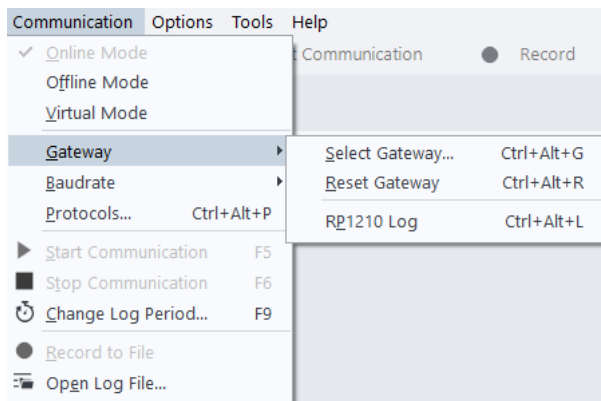 Communication Options Tools Help
Online Mode
t Communication Record
Offline Mode
Virtual Mode
Gateway
Select Gateway... Ctrl+Alt+G
Baudrate
Reset Gateway Ctrl+Alt+R
Protocols... Ctrl+Alt+P
RP1210 Log Ctrl+Alt+L
Start Communication F5
Stop Communication F6
Change Log Period... F9
Record to File
Open Log File...